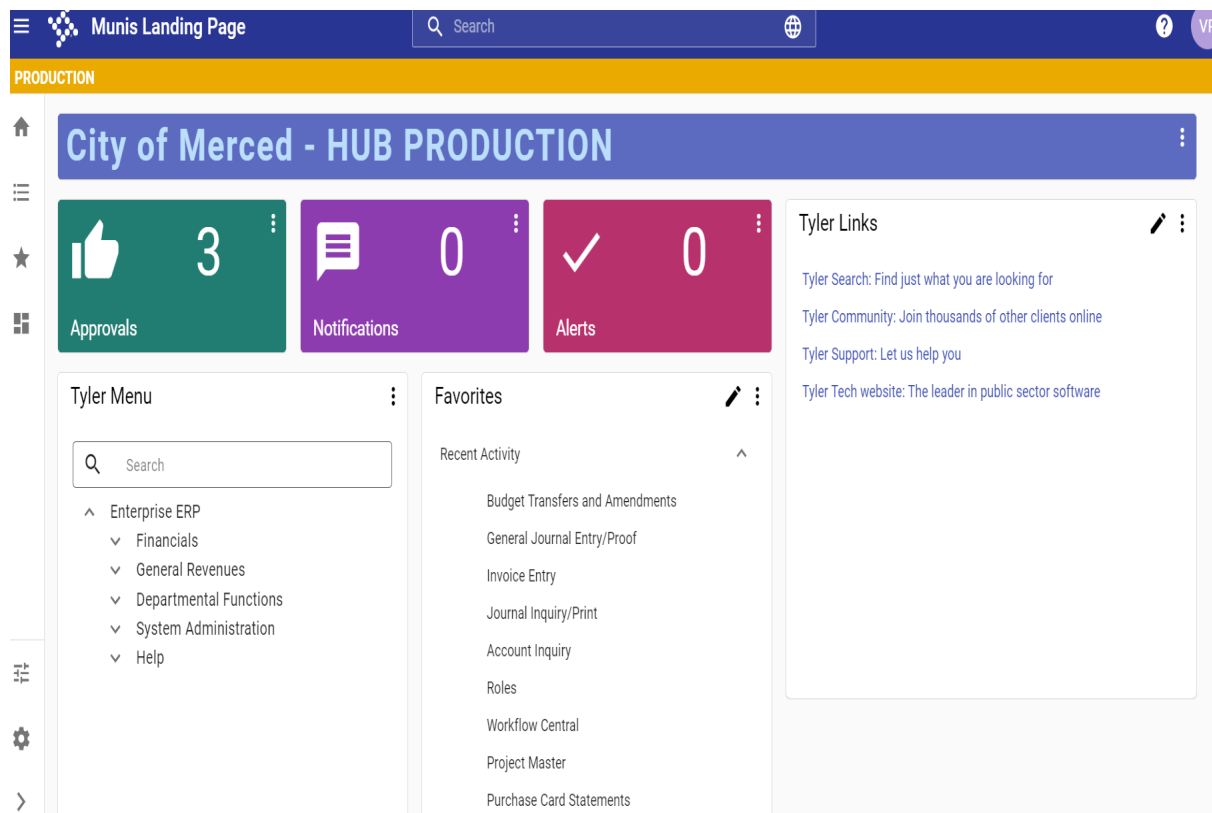 Munis Landing Page
Search
?
VP
PRODUCTION
City of Merced - HUB PRODUCTION
3
Approvals
0
Notifications
0
Alerts
Tyler Links
Tyler Search: Find just what you are looking for
Tyler Community: Join thousands of other clients online
Tyler Support: Let us help you
Tyler Tech website: The leader in public sector software
Tyler Menu
Search
Enterprise ERP
Financials
General Revenues
Departmental Functions
System Administration
Help
Favorites
Recent Activity
Budget Transfers and Amendments
General Journal Entry/Proof
Invoice Entry
Journal Inquiry/Print
Account Inquiry
Roles
Workflow Central
Project Master
Purchase Card Statements